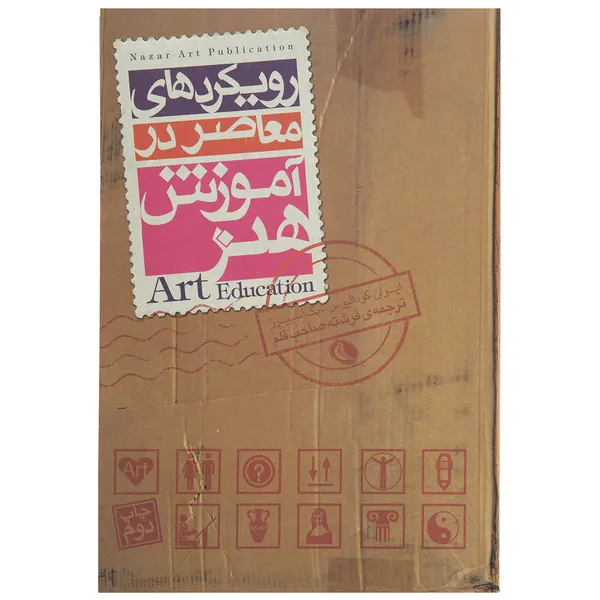 Nazar Art Publication
رویکردهای
معاصر در
آموزش
هنر
Art Education
ترجمه‌ی فرشته صاحب قلم
Art
چاپ
دوم